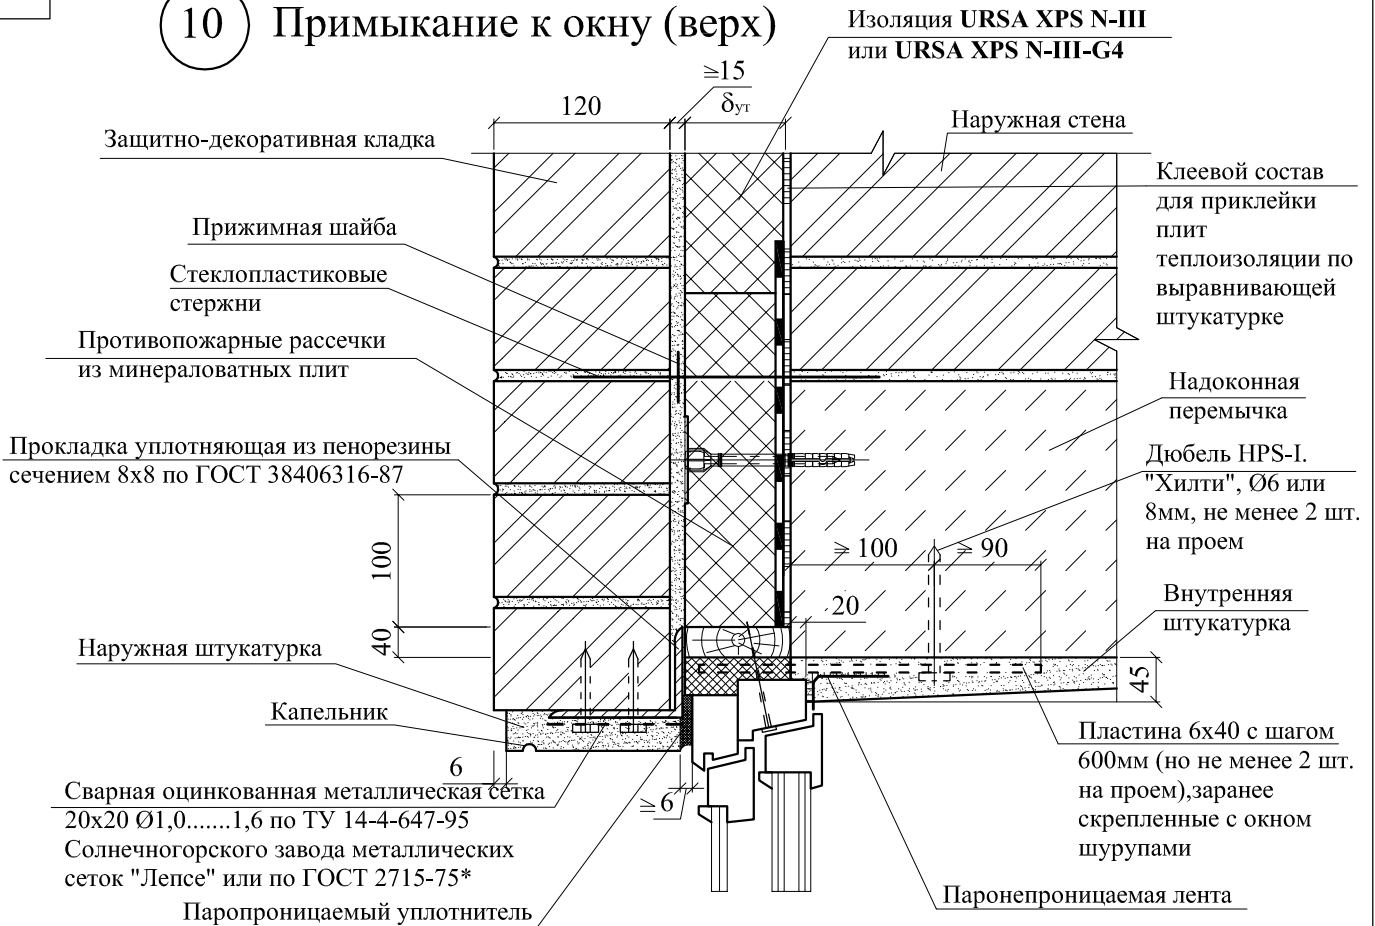 10 Примыкание к окну (верх)
Изоляция URSA XPS N-III
или URSA XPS N-III-G4
≥15
120
δут
Защитно-декоративная кладка
Наружная стена
Клеевой состав
для приклейки
плит
теплоизоляции по
выравнивающей
штукатурке
Прижимная шайба
Стеклопластиковые
стержни
Противопожарные рассечки
из минераловатных плит
Надоконная
перемычка
Прокладка уплотняющая из пенорезины
сечением 8х8 по ГОСТ 38406316-87
Дюбель HPS-I.
"Хилти", Ø6 или
8мм, не менее 2 шт.
на проем
100
≥ 100
≥ 90
20
40
Внутренняя
штукатурка
Наружная штукатурка
45
Капельник
6
≥6
Пластина 6х40 с шагом
600мм (но не менее 2 шт.
на проем),заранее
скрепленные с окном
шурупами
Сварная оцинкованная металлическая сетка
20х20 Ø1,0.......1,6 по ТУ 14-4-647-95
Солнечногорского завода металлических
сеток "Лепсе" или по ГОСТ 2715-75*
Паронепроницаемая лента
Паропроницаемый уплотнитель